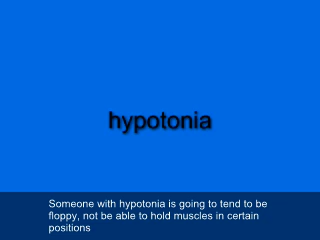 hypotonia
Someone with hypotonia is going to tend to be
floppy, not be able to hold muscles in certain
positions